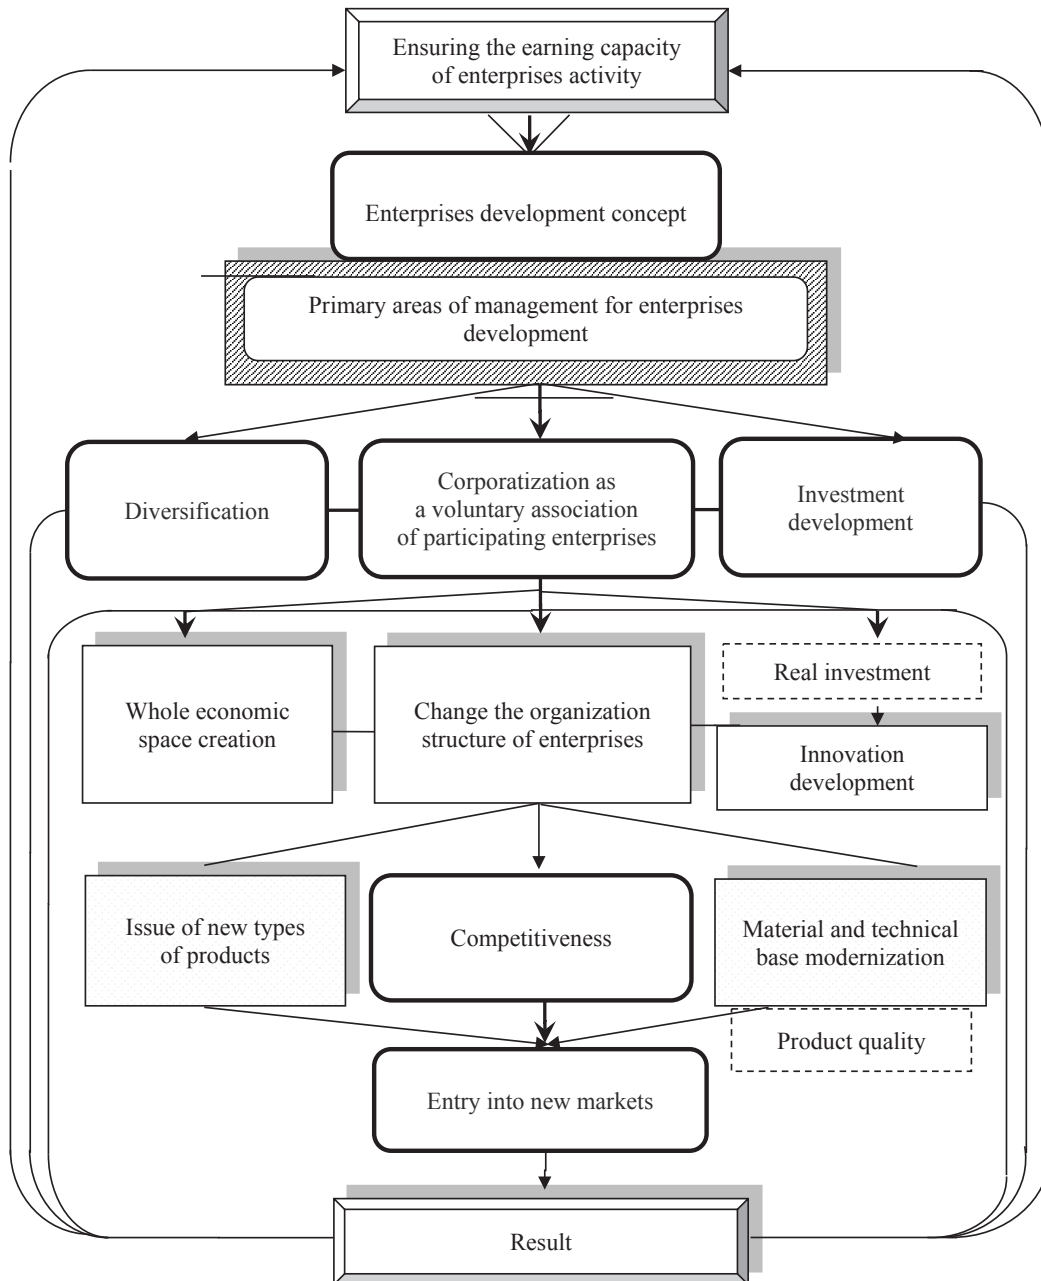 Ensuring the earning capacity
of enterprises activity
Enterprises development concept
Primary areas of management for enterprises
development
Diversification
Corporatization as
a voluntary association
of participating enterprises
Investment
development
Whole economic
space creation
Change the organization
structure of enterprises
Real investment
Innovation
development
Issue of new types
of products
Competitiveness
Material and technical
base modernization
Product quality
Entry into new markets
Result